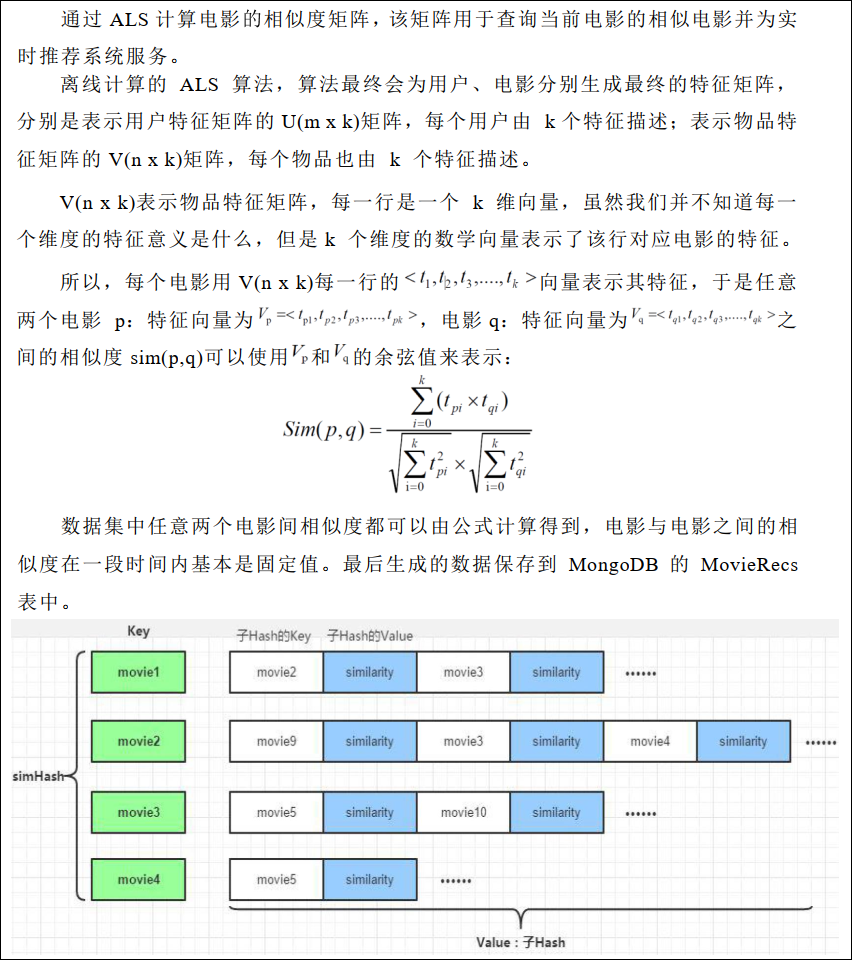 通过 ALS 计算电影的相似度矩阵，该矩阵用于查询当前电影的相似电影并为实
时推荐系统服务。
离线计算的 ALS 算法，算法最终会为用户、电影分别生成最终的特征矩阵，
分别是表示用户特征矩阵的 U(m x k)矩阵，每个用户由 k 个特征描述；表示物品特
征矩阵的 V(n x k)矩阵，每个物品也由 k 个特征描述。
V(n x k)表示物品特征矩阵，每一行是一个 k 维向量，虽然我们并不知道每一
个维度的特征意义是什么，但是 k 个维度的数学向量表示了该行对应电影的特征。
所以，每个电影用 V(n x k)每一行的 <t₁,t₂,t₃,....,tₖ> 向量表示其特征，于是任意
两个电影 p：特征向量为 V_p=<t_{p1},t_{p2},t_{p3},....,t_{pk}>，电影 q：特征向量为 V_q=<t_{q1},t_{q2},t_{q3},....,t_{qk}>之
间的相似度 sim(p,q)可以使用 V_p 和 V_q 的余弦值来表示：
Sim(p,q) = \frac{\sum_{i=0}^{k}(t_{pi} × t_{qi})}{\sqrt{\sum_{i=0}^{k} t_{pi}^2} × \sqrt{\sum_{i=0}^{k} t_{qi}^2}}
数据集中任意两个电影间相似度都可以由公式计算得到，电影与电影之间的相
似度在一段时间内基本是固定值。最后生成的数据保存到 MongoDB 的 MovieRecs
表中。
Key 子Hash的Key 子Hash的Value
movie1 movie2 similarity movie3 similarity ......
movie2 movie9 similarity movie3 similarity movie4 similarity ......
simHash
movie3 movie5 similarity movie10 similarity ......
movie4 movie5 similarity ......
Value : 子Hash